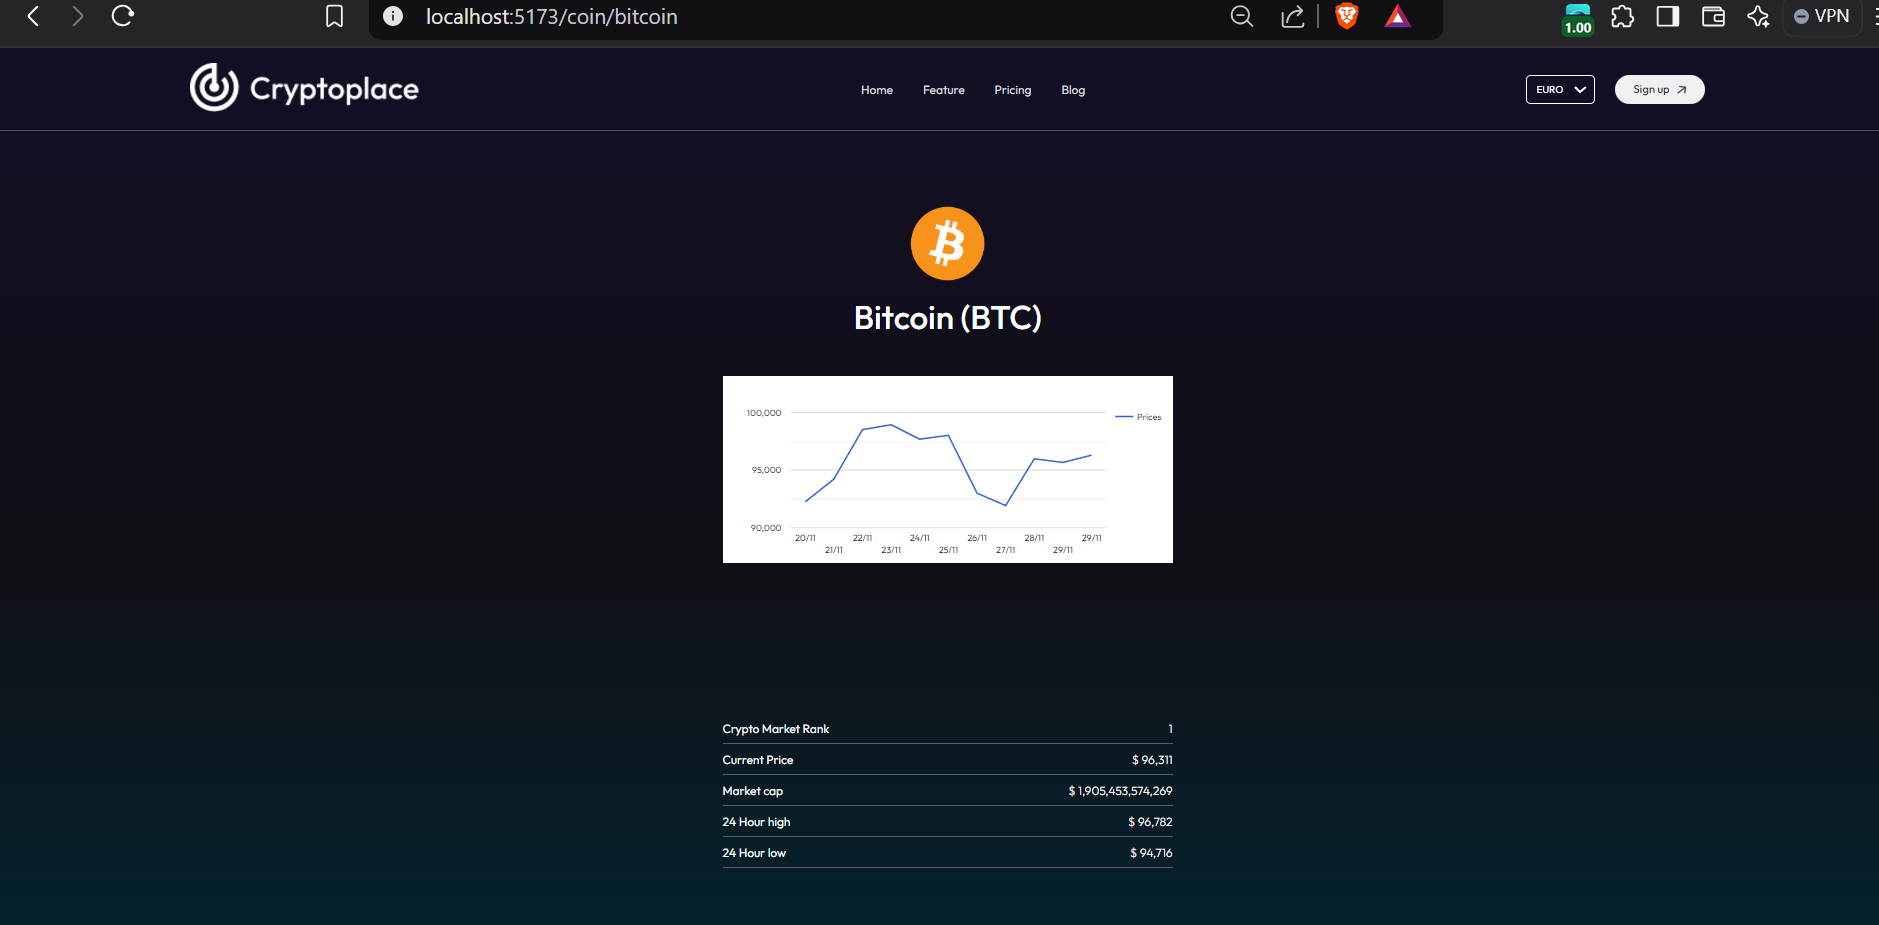 localhost:5173/coin/bitcoin
1.00
VPN
Cryptoplace
Home Feature Pricing Blog
EURO
Sign up
Bitcoin (BTC)
100,000
95,000
90,000
Prices
20/11 22/11 24/11 26/11 28/11 29/11
21/11 23/11 25/11 27/11 29/11
Crypto Market Rank 1
Current Price $ 96,311
Market cap $ 1,905,453,574,269
24 Hour high $ 96,782
24 Hour low $ 94,716